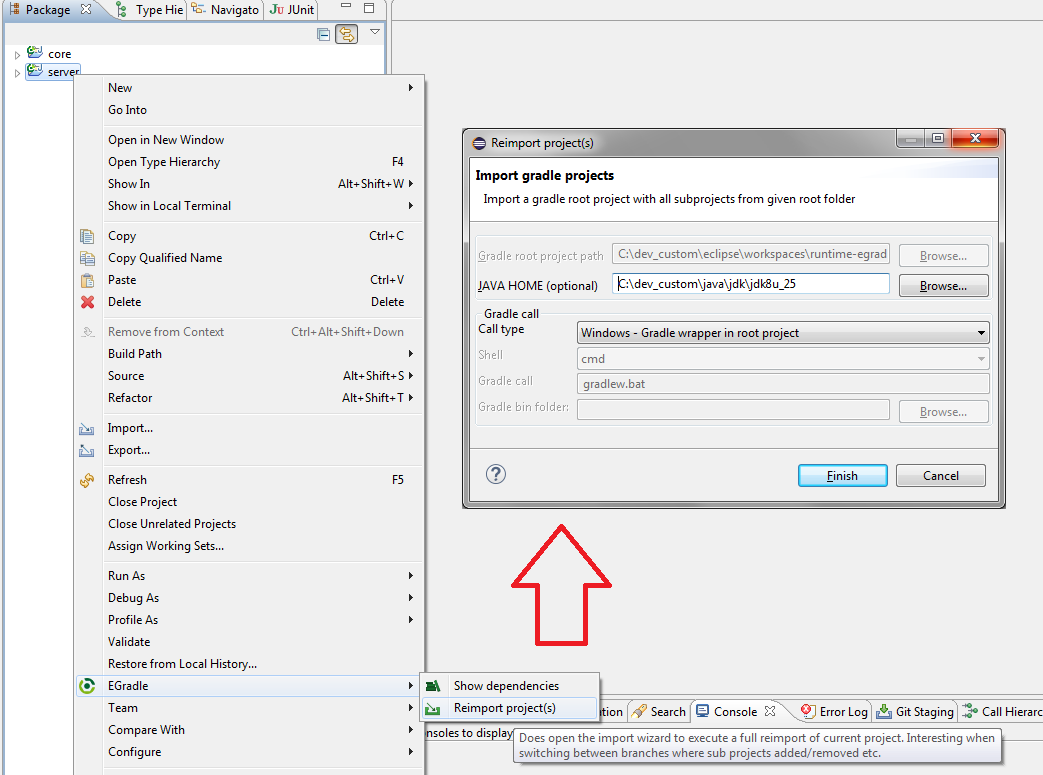 Package
Type Hie
Navigato
JUnit
core
server
New
Go Into
Open in New Window
Open Type Hierarchy F4
Show In Alt+Shift+W
Show in Local Terminal
Copy Ctrl+C
Copy Qualified Name
Paste Ctrl+V
Delete Delete
Remove from Context Ctrl+Alt+Shift+Down
Build Path
Source Alt+Shift+S
Refactor Alt+Shift+T
Import...
Export...
Refresh F5
Close Project
Close Unrelated Projects
Assign Working Sets...
Run As
Debug As
Profile As
Validate
Restore from Local History...
EGradle
Team
Compare With
Configure
Show dependencies
Reimport project(s)
Reimport project(s)
Import gradle projects
Import a gradle root project with all subprojects from given root folder
Gradle root project path C:\dev_custom\eclipse\workspaces\runtime-egrad Browse...
JAVA HOME (optional) C:\dev_custom\java\jdk\jdk8u_25 Browse...
Gradle call
Call type Windows - Gradle wrapper in root project
Shell cmd
Gradle call gradlew.bat
Gradle bin folder: Browse...
?
Finish Cancel
ation
Search
Console
Error Log
Git Staging
Call Hierarc
nsoles to display
Does open the import wizard to execute a full reimport of current project. Interesting when
switching between branches where sub projects added/removed etc.